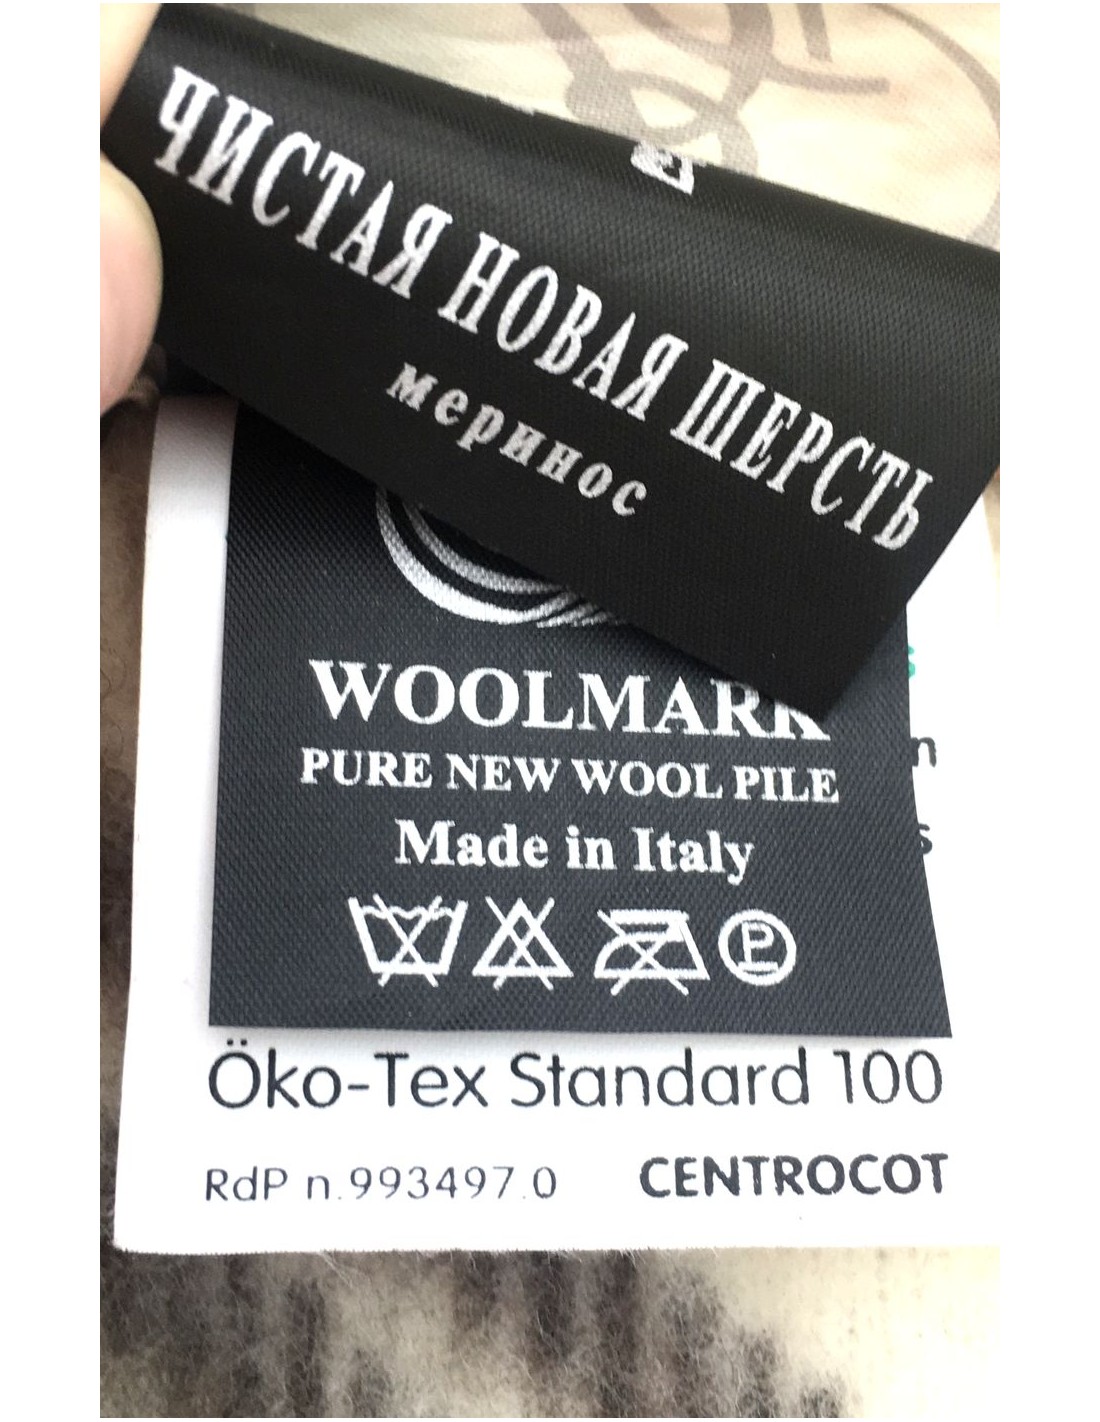 ЧИСТАЯ НОВАЯ ШЕРСТЬ
меринос
WOOLMARK
PURE NEW WOOL PILE
Made in Italy
P
Öko-Tex Standard 100
RdP n.993497.0 CENTROCOT